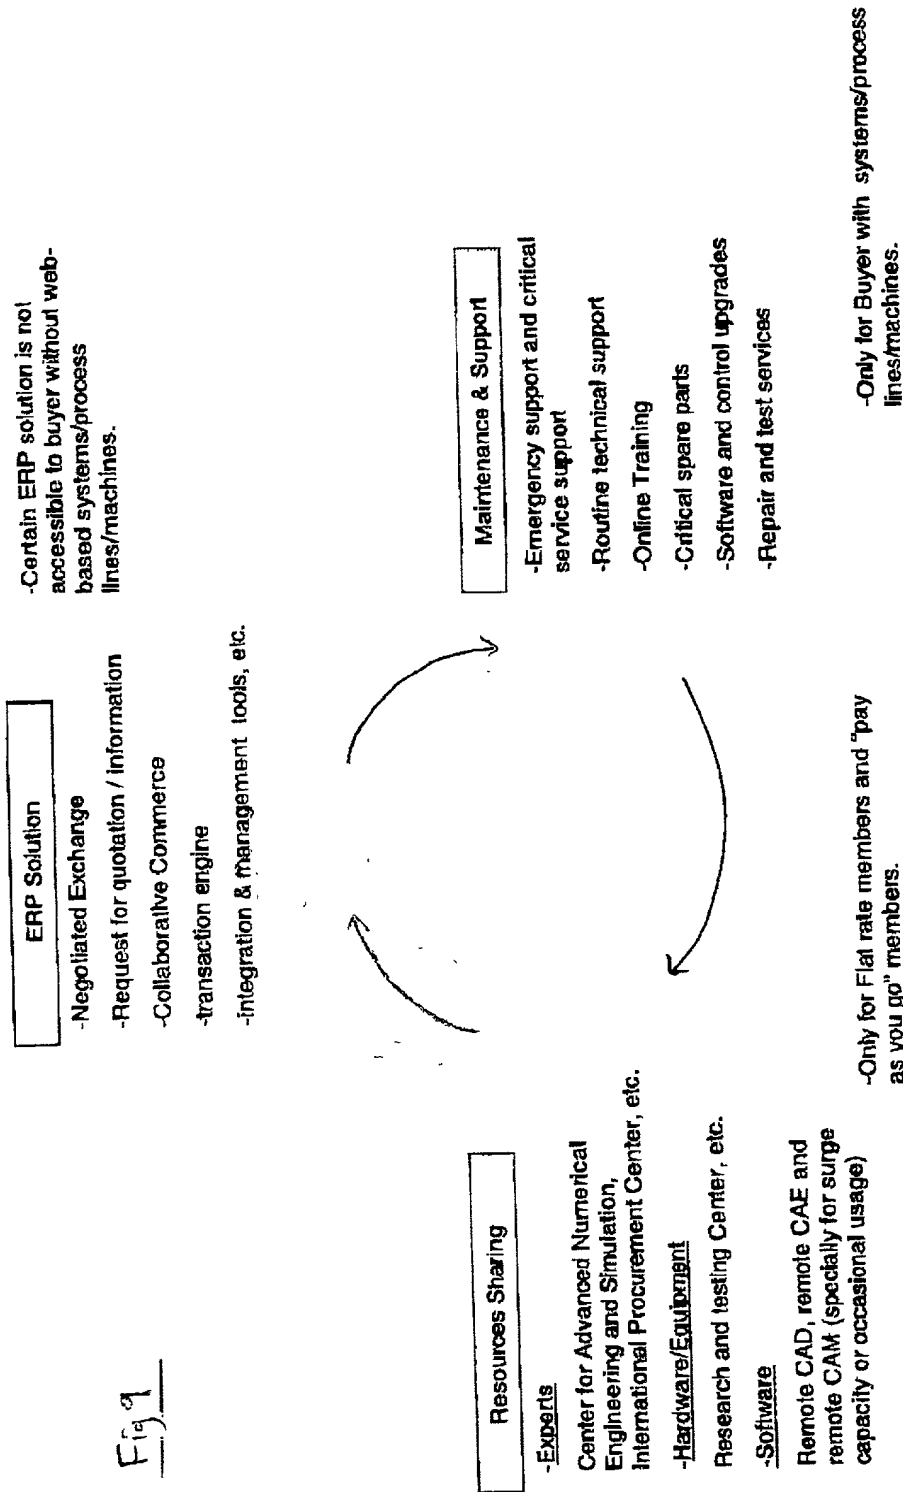 Fig 9
ERP Solution
-Negotiated Exchange
-Request for quotation / information
-Collaborative Commerce
-transaction engine
-integration & management tools, etc.
-Certain ERP solution is not
accessible to buyer without web-
based systems/process
lines/machines.
Resources Sharing
-Experts
Center for Advanced Numerical
Engineering and Simulation,
International Procurement Center, etc.
-Hardware/Equipment
Research and testing Center, etc.
-Software
Remote CAD, remote CAE and
remote CAM (specially for surge
capacity or occasional usage)
-Only for Flat rate members and "pay
as you go" members.
Maintenance & Support
-Emergency support and critical
service support
-Routine technical support
-Online Training
-Critical spare parts
-Software and control upgrades
-Repair and test services
-Only for Buyer with systems/process
lines/machines.